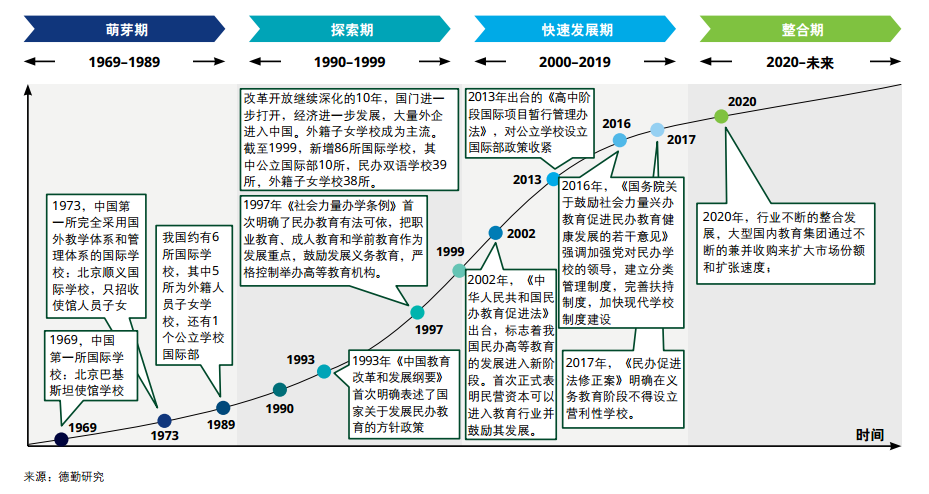 萌芽期
探索期
快速发展期
整合期
1969–1989
1990–1999
2000–2019
2020–未来
改革开放继续深化的10年，国门进一
步打开，经济进一步发展，大量外企
进入中国。外籍子女学校成为主流。
截至1999，新增86所国际学校，其
中公立国际部10所，民办双语学校39
所，外籍子女学校38所。
2013年出台的《高中阶
段国际项目暂行管理办
法》，对公立学校设立
国际部政策收紧
2016
2017
2020
2013
1973，中国第
一所完全采用国
外教学体系和管
理体系的国际学
校：北京顺义国
际学校，只招收
使馆人员子女
1997年《社会力量办学条例》首
次明确了民办教育有法可依，把职
业教育、成人教育和学前教育作为
发展重点，鼓励发展义务教育，严
格控制举办高等教育机构。
2016年，《国务院关
于鼓励社会力量兴办
教育促进民办教育健
康发展的若干意见》
强调加强党对民办学
校的领导，建立分类
管理制度，完善扶持
制度，加快现代学校
制度建设
2020年，行业不断的整合发
展，大型国内教育集团通过不
断的兼并收购来扩大市场份额
和扩张速度；
我国约有6
所国际学
校，其中5
所为外籍人
员子女学
校，还有1
个公立学校
国际部
2002
1999
2002年，《中
华人民共和国民
办教育促进法》
出台，标志着我
国民办高等教育
的发展进入新阶
段。首次正式表
明民营资本可以
进入教育行业并
鼓励其发展。
1997
1969，中国
第一所国际学
校：北京巴基
斯坦使馆学校
1993
1993年《中国教育
改革和发展纲要》
首次明确表述了国
家关于发展民办教
育的方针政策
2017年，《民办促进
法修正案》明确在义
务教育阶段不得设立
营利性学校。
1990
1989
1969
1973
时间
来源：德勤研究